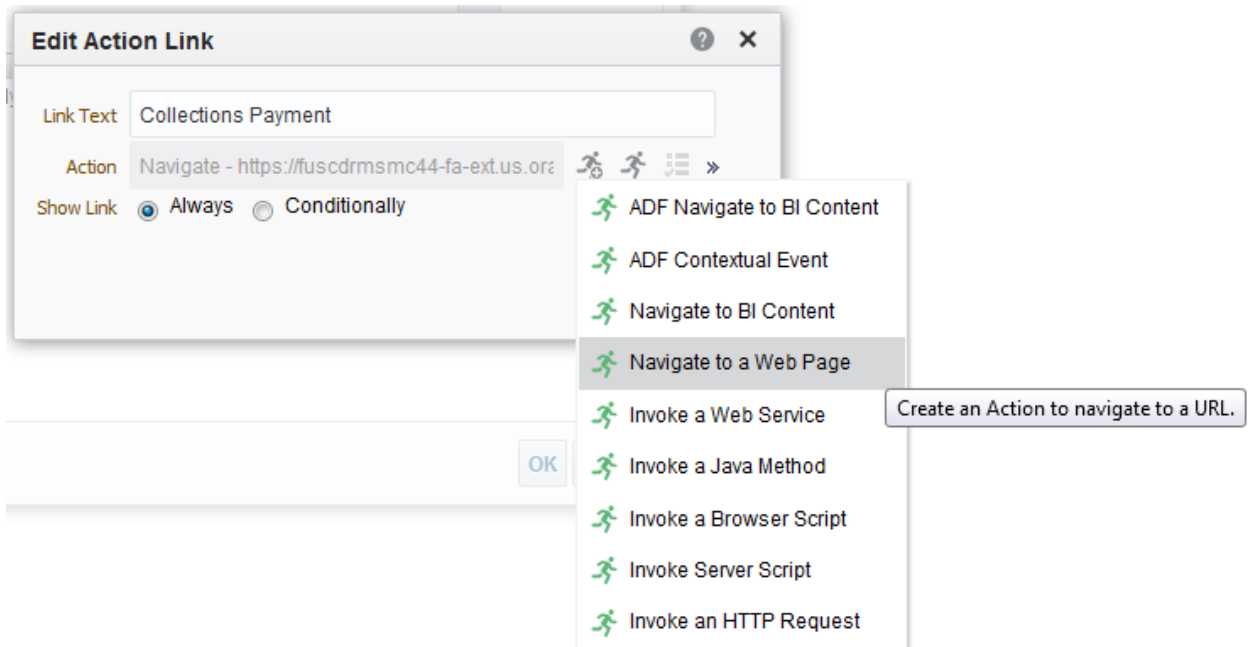 Edit Action Link
Link Text Collections Payment
Action Navigate - https://fuscdrmsmc44-fa-ext.us.ora
Show Link Always Conditionally
ADF Navigate to BI Content
ADF Contextual Event
Navigate to BI Content
Navigate to a Web Page
Create an Action to navigate to a URL.
Invoke a Web Service
Invoke a Java Method
OK
Invoke a Browser Script
Invoke Server Script
Invoke an HTTP Request